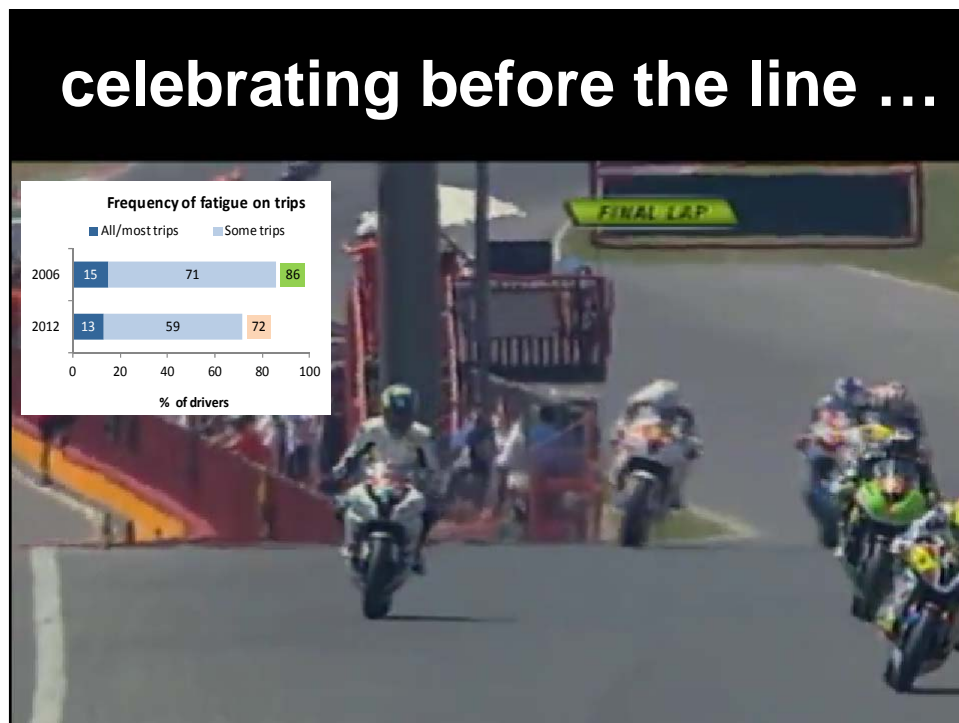 celebrating before the line …
Frequency of fatigue on trips
All/most trips Some trips
2006 15 71 86
2012 13 59 72
0 20 40 60 80 100
% of drivers
FINAL LAP